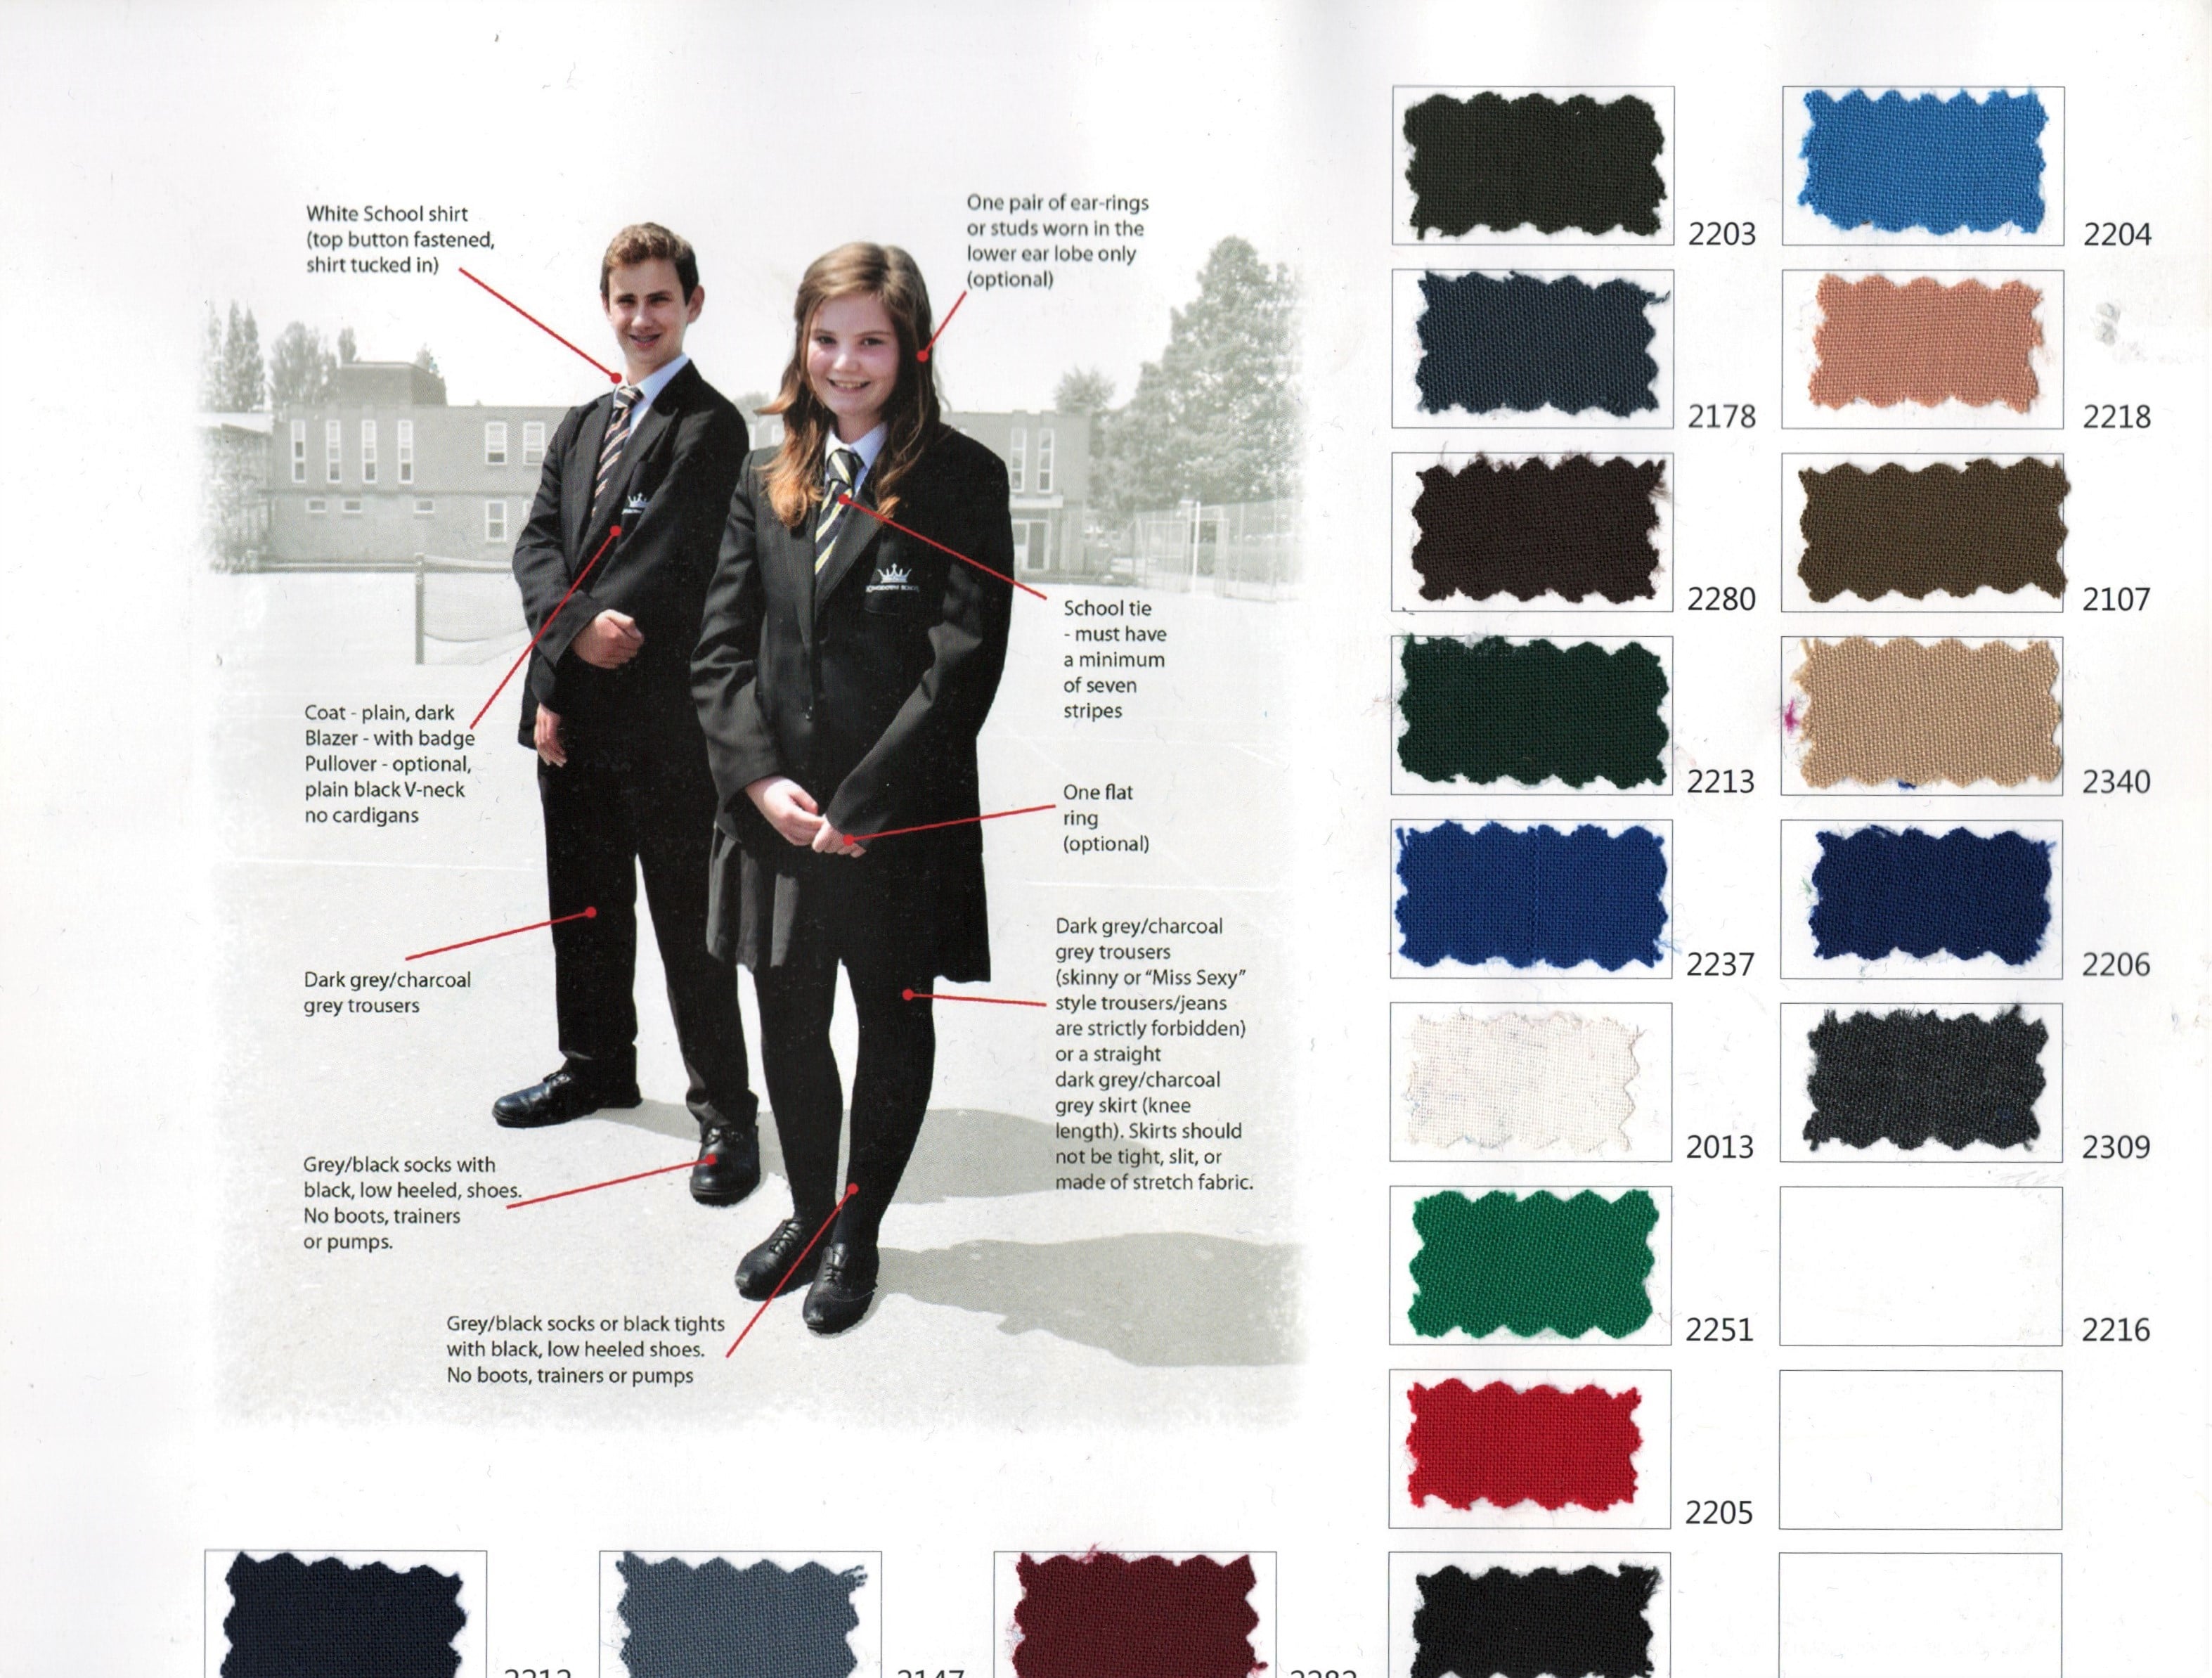 White School shirt
(top button fastened,
shirt tucked in)
One pair of ear-rings
or studs worn in the
lower ear lobe only
(optional)
School tie
- must have
a minimum
of seven
stripes
Coat - plain, dark
Blazer - with badge
Pullover - optional,
plain black V-neck
no cardigans
One flat
ring
(optional)
Dark grey/charcoal
grey trousers
Dark grey/charcoal
grey trousers
(skinny or “Miss Sexy”
style trousers/jeans
are strictly forbidden)
or a straight
dark grey/charcoal
grey skirt (knee
length). Skirts should
not be tight, slit, or
made of stretch fabric.
Grey/black socks with
black, low heeled, shoes.
No boots, trainers
or pumps.
Grey/black socks or black tights
with black, low heeled shoes.
No boots, trainers or pumps
2203
2204
2178
2218
2280
2107
2213
2340
2237
2206
2013
2309
2251
2216
2205